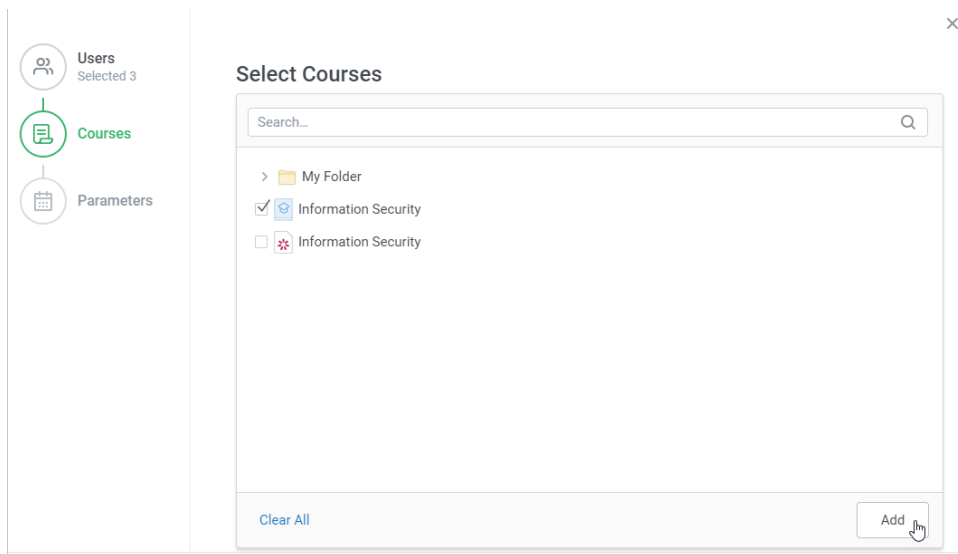 Users
Selected 3
Courses
Parameters
Select Courses
Search...
My Folder
Information Security
Information Security
Clear All
Add